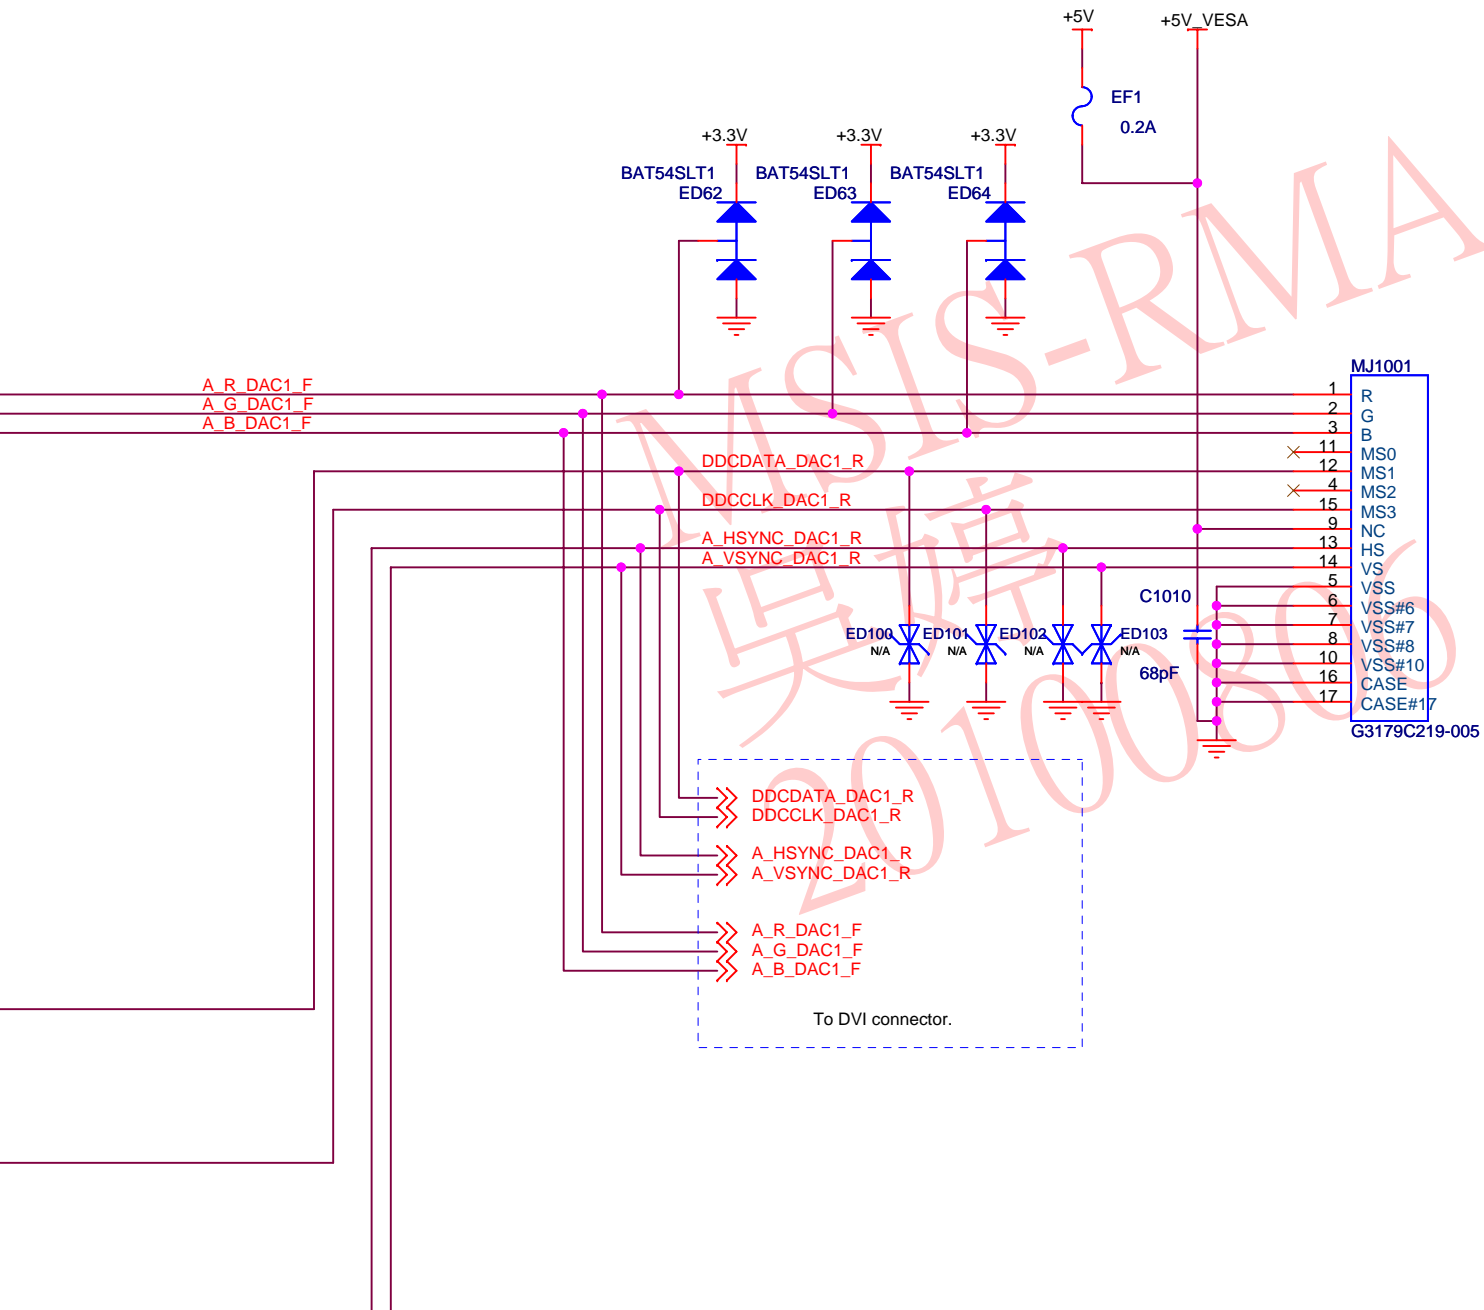 +5V
+5V_VESA
EF1
0.2A
+3.3V
+3.3V
+3.3V
BAT54SLT1
BAT54SLT1
BAT54SLT1
ED62
ED63
ED64
MSIS-RMA
吳婷
20100806
MJ1001
A_R_DAC1_F
A_G_DAC1_F
A_B_DAC1_F
1 R
2 G
3 B
11 MS0
12 MS1
4 MS2
15 MS3
9 NC
13 HS
14 VS
5 VSS
6 VSS#6
7 VSS#7
8 VSS#8
10 VSS#10
16 CASE
17 CASE#17
G3179C219-005
DDCDATA_DAC1_R
DDCCLK_DAC1_R
A_HSYNC_DAC1_R
A_VSYNC_DAC1_R
C1010
68pF
ED100
N/A
ED101
N/A
ED102
N/A
ED103
N/A
DDCDATA_DAC1_R
DDCCLK_DAC1_R
A_HSYNC_DAC1_R
A_VSYNC_DAC1_R
A_R_DAC1_F
A_G_DAC1_F
A_B_DAC1_F
To DVI connector.